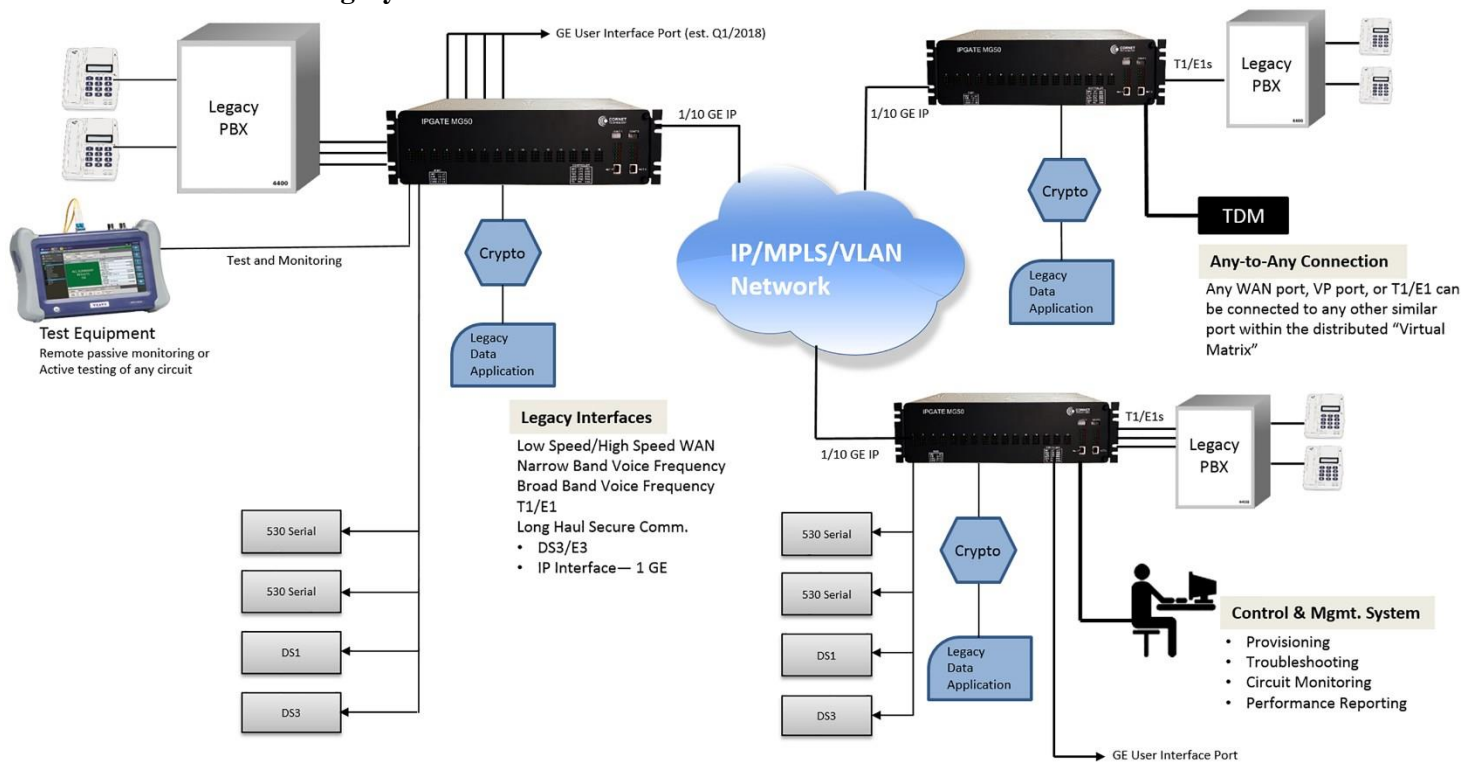 GE User Interface Port (est. Q1/2018)
Legacy
PBX
4400
IPGATE MG50
CORNET
1/10 GE IP
Test and Monitoring
Test Equipment
Remote passive monitoring or
Active testing of any circuit
Crypto
Legacy
Data
Application
Legacy Interfaces
Low Speed/High Speed WAN
Narrow Band Voice Frequency
Broad Band Voice Frequency
T1/E1
Long Haul Secure Comm.
• DS3/E3
• IP Interface— 1 GE
530 Serial
530 Serial
DS1
DS3
IP/MPLS/VLAN
Network
1/10 GE IP
IPGATE MG50
CORNET
T1/E1s
Legacy
PBX
4400
Crypto
Legacy
Data
Application
TDM
Any-to-Any Connection
Any WAN port, VP port, or T1/E1 can
be connected to any other similar
port within the distributed “Virtual
Matrix”
1/10 GE IP
IPGATE MG50
CORNET
T1/E1s
Legacy
PBX
4400
530 Serial
530 Serial
DS1
DS3
Crypto
Legacy
Data
Application
Control & Mgmt. System
• Provisioning
• Troubleshooting
• Circuit Monitoring
• Performance Reporting
GE User Interface Port